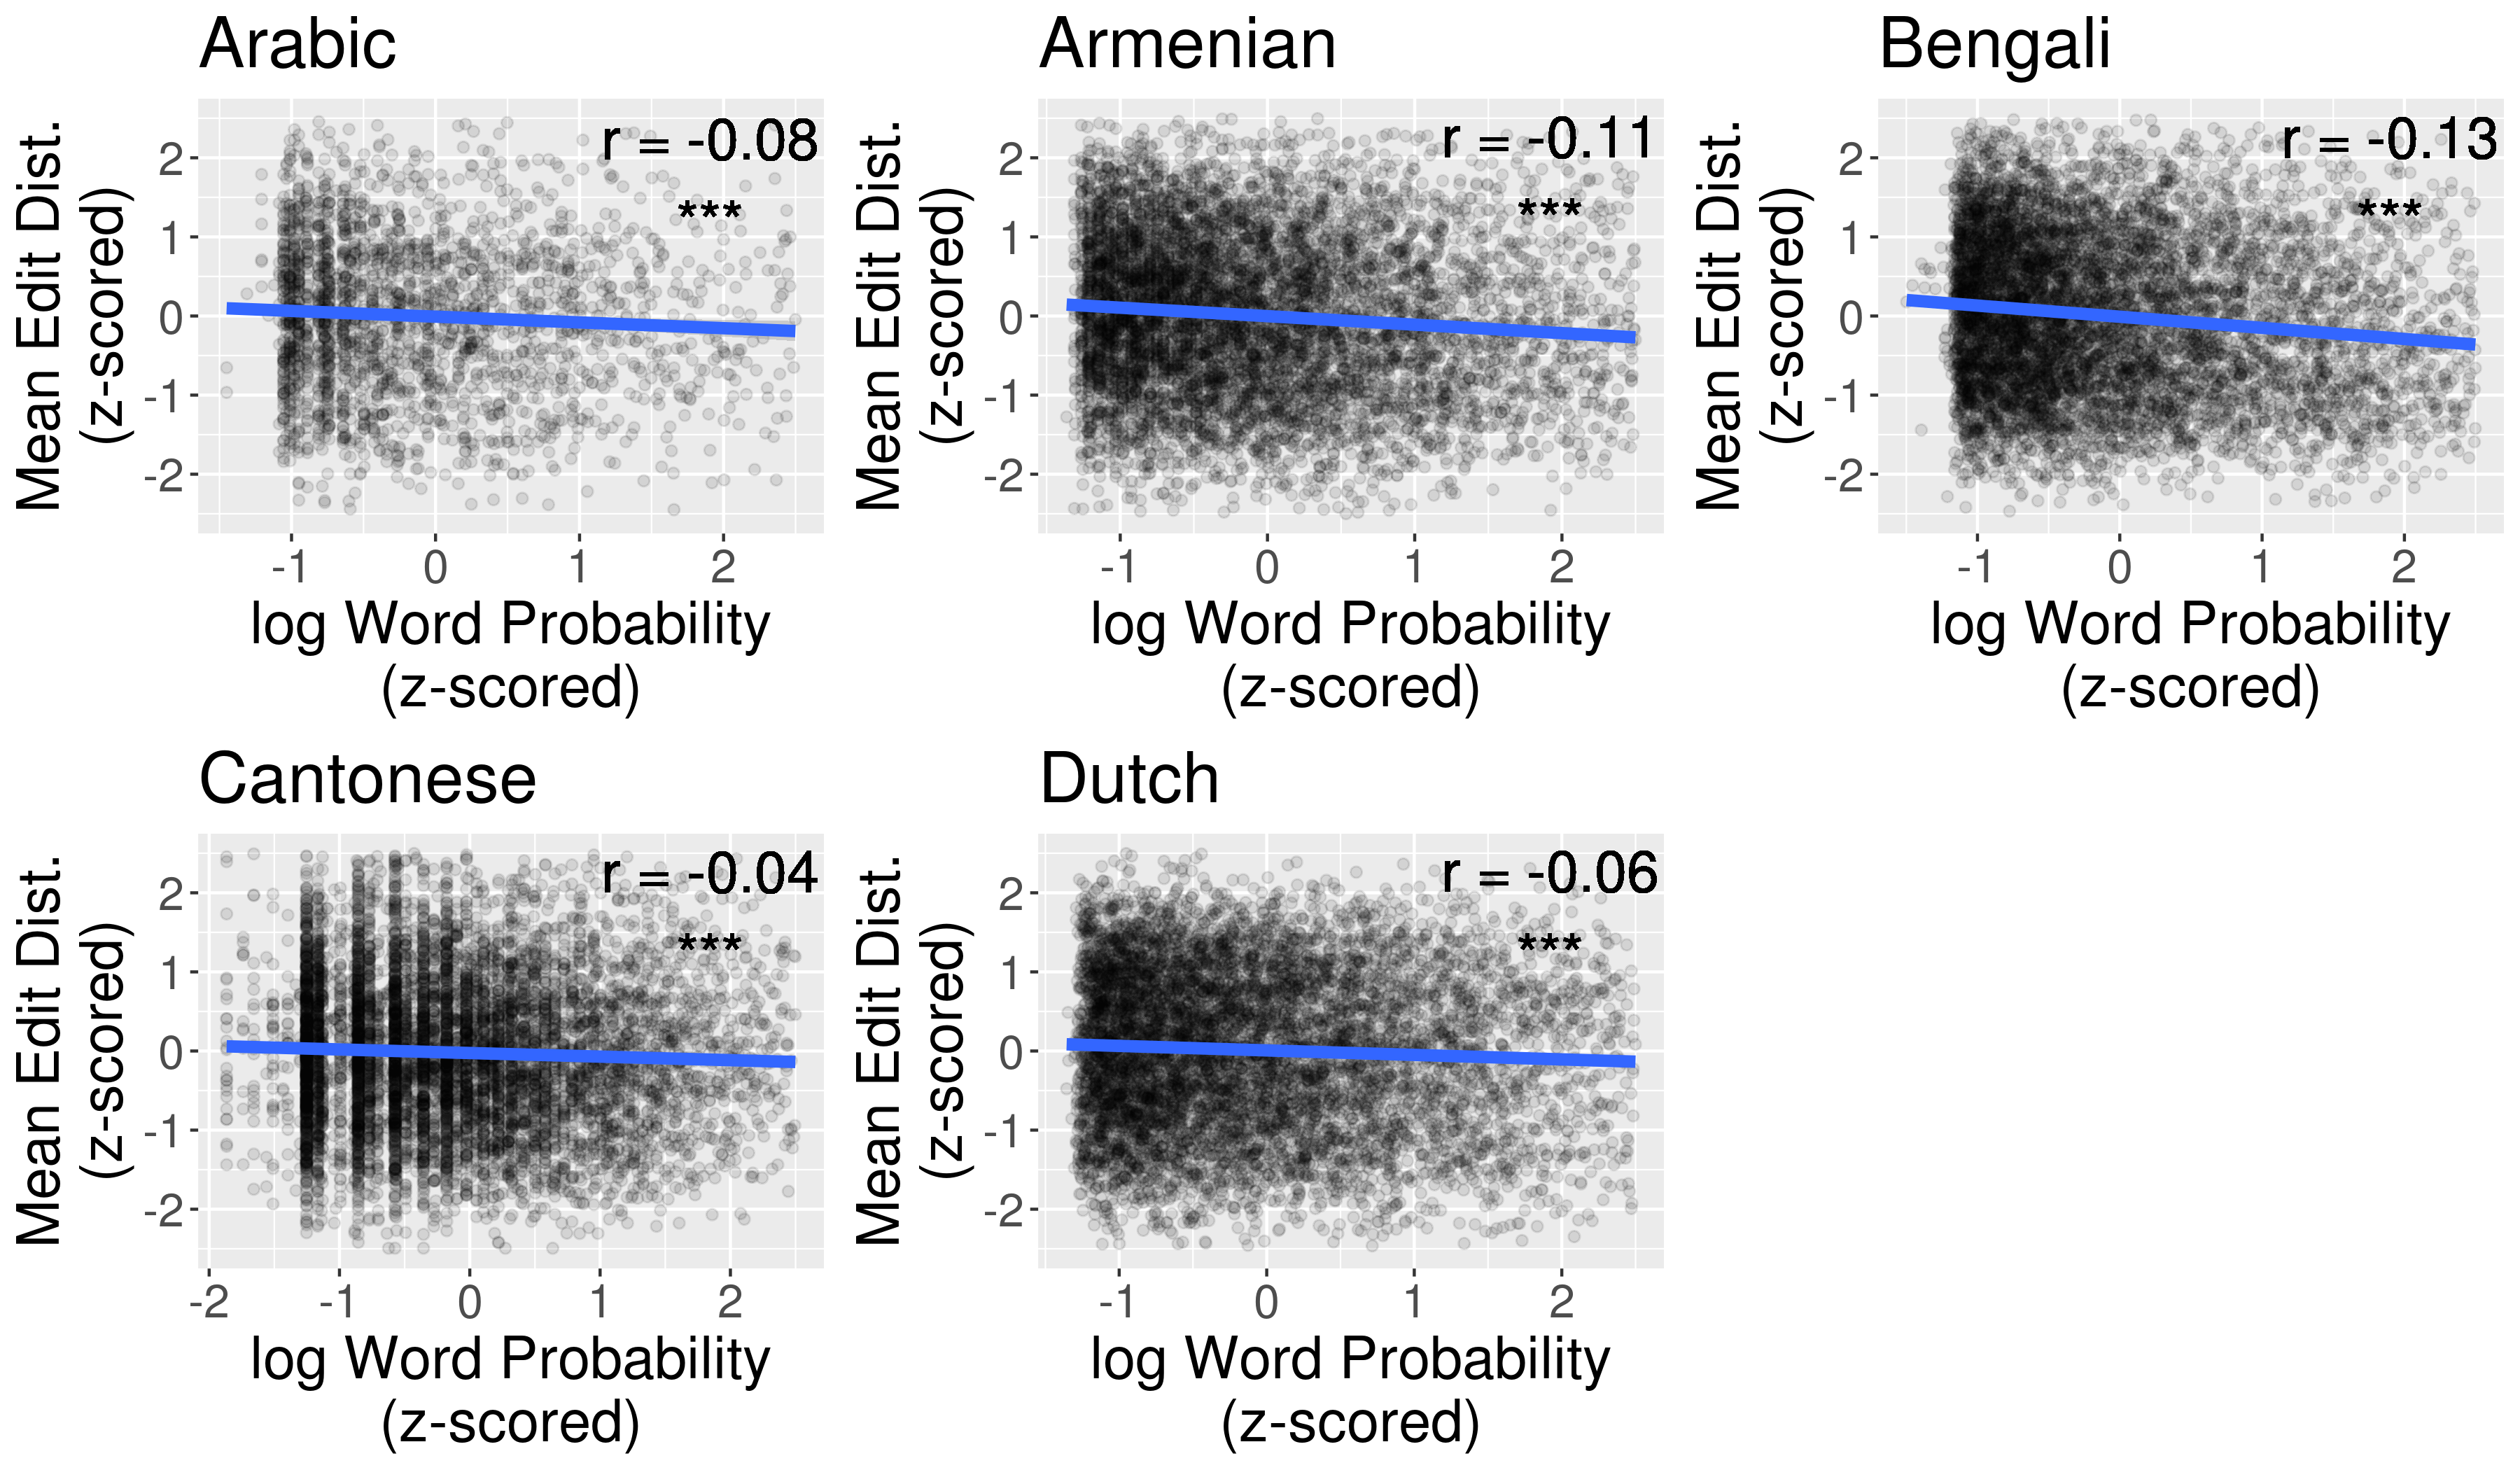 Arabic
r = -0.08
***
Mean Edit Dist.
(z-scored)
2
1
0
-1
-2
-1 0 1 2
log Word Probability
(z-scored)
Armenian
r = -0.11
***
Mean Edit Dist.
(z-scored)
2
1
0
-1
-2
-1 0 1 2
log Word Probability
(z-scored)
Bengali
r = -0.13
***
Mean Edit Dist.
(z-scored)
2
1
0
-1
-2
-1 0 1 2
log Word Probability
(z-scored)
Cantonese
r = -0.04
***
Mean Edit Dist.
(z-scored)
2
1
0
-1
-2
-2 -1 0 1 2
log Word Probability
(z-scored)
Dutch
r = -0.06
***
Mean Edit Dist.
(z-scored)
2
1
0
-1
-2
-1 0 1 2
log Word Probability
(z-scored)